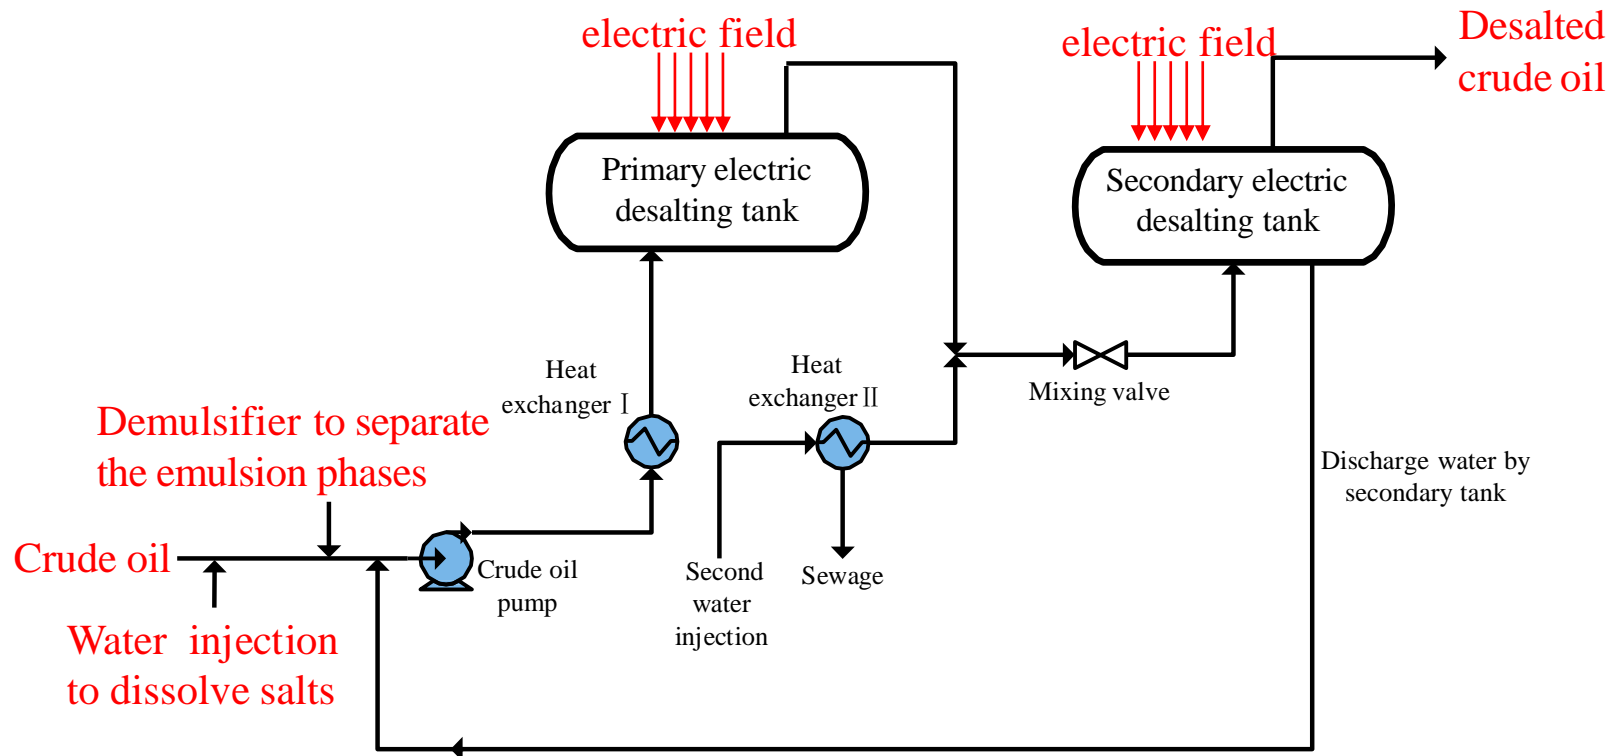 electric field
electric field
Desalted
crude oil
Primary electric
desalting tank
Secondary electric
desalting tank
Heat
exchanger Ⅰ
Heat
exchanger Ⅱ
Mixing valve
Demulsifier to separate
the emulsion phases
Discharge water by
secondary tank
Crude oil
Crude oil
pump
Second
water
injection
Sewage
Water injection
to dissolve salts